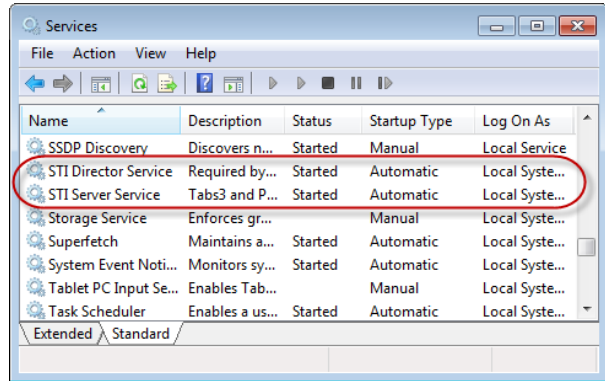 Services
File Action View Help
Name Description Status Startup Type Log On As
SSDP Discovery Discovers n... Started Manual Local Service
STI Director Service Required by... Started Automatic Local Syste...
STI Server Service Tabs3 and P... Started Automatic Local Syste...
Storage Service Enforces gr... Manual Local Syste...
Superfetch Maintains a... Started Automatic Local Syste...
System Event Noti... Monitors sy... Started Automatic Local Syste...
Tablet PC Input Se... Enables Tab... Manual Local Syste...
Task Scheduler Enables a us... Started Automatic Local Syste...
Extended Standard